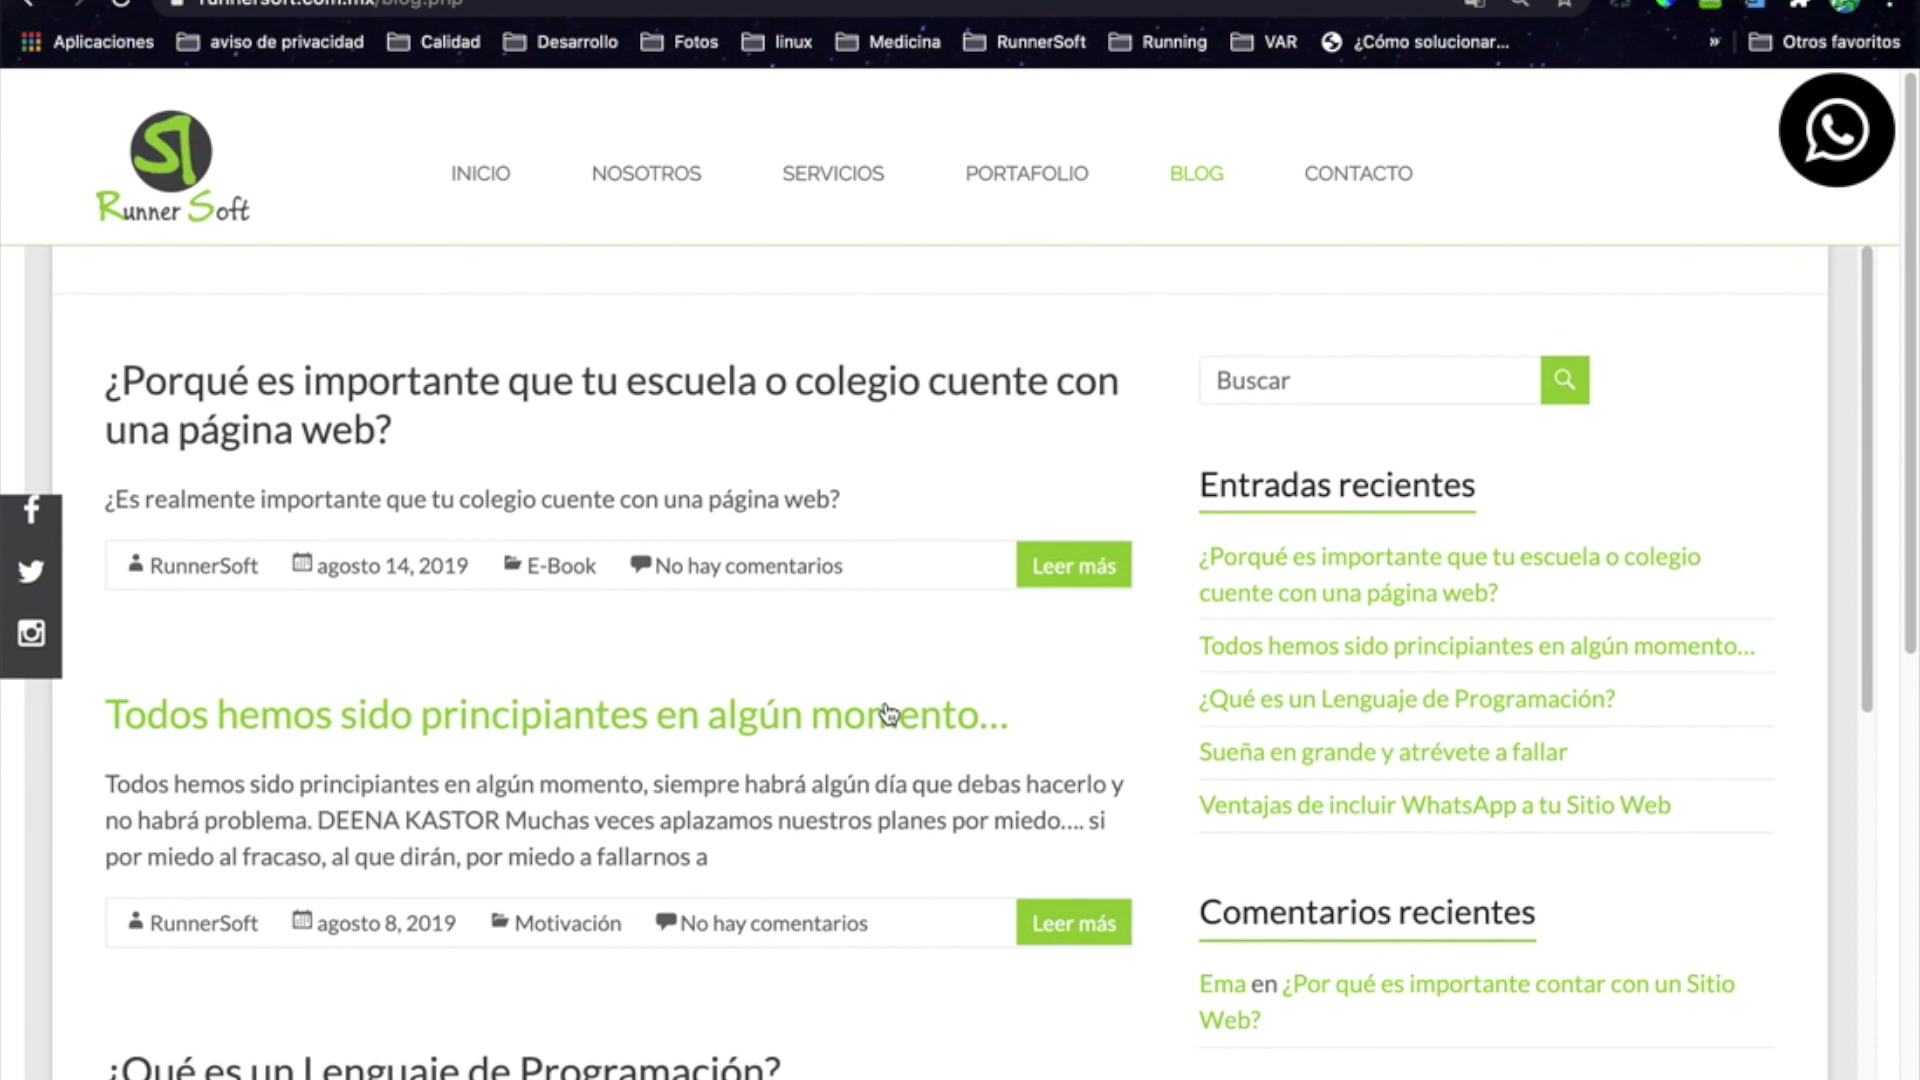 runnersoft.com.mx/blog.php
Aplicaciones aviso de privacidad Calidad Desarrollo Fotos linux Medicina RunnerSoft Running VAR ¿Cómo solucionar... » Otros favoritos
Runner Soft
INICIO NOSOTROS SERVICIOS PORTAFOLIO BLOG CONTACTO
¿Porqué es importante que tu escuela o colegio cuente con
una página web?
¿Es realmente importante que tu colegio cuente con una página web?
RunnerSoft agosto 14, 2019 E-Book No hay comentarios Leer más
Todos hemos sido principiantes en algún momento...
Todos hemos sido principiantes en algún momento, siempre habrá algún día que debas hacerlo y
no habrá problema. DEENA KASTOR Muchas veces aplazamos nuestros planes por miedo.... si
por miedo al fracaso, al que dirán, por miedo a fallarnos a
RunnerSoft agosto 8, 2019 Motivación No hay comentarios Leer más
¿Qué es un Lenguaje de Programación?
Buscar
Entradas recientes
¿Porqué es importante que tu escuela o colegio
cuente con una página web?
Todos hemos sido principiantes en algún momento...
¿Qué es un Lenguaje de Programación?
Sueña en grande y atrévete a fallar
Ventajas de incluir WhatsApp a tu Sitio Web
Comentarios recientes
Ema en ¿Por qué es importante contar con un Sitio
Web?